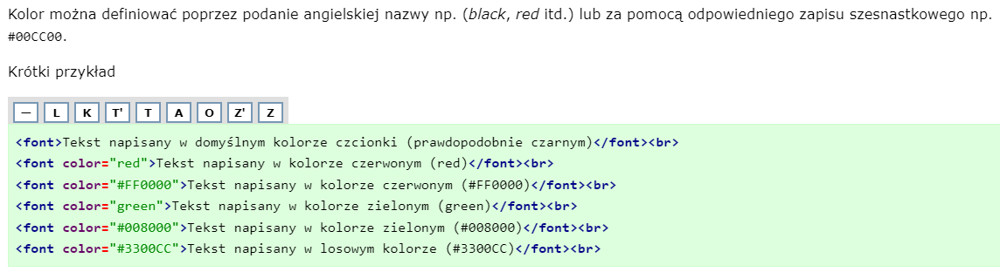 Kolor można definiować poprzez podanie angielskiej nazwy np. (black, red itd.) lub za pomocą odpowiedniego zapisu szesnastkowego np.
#00CC00.
Krótki przykład
— L K T' T A O Z' Z
<font>Tekst napisany w domyślnym kolorze czcionki (prawdopodobnie czarnym)</font><br>
<font color="red">Tekst napisany w kolorze czerwonym (red)</font><br>
<font color="#FF0000">Tekst napisany w kolorze czerwonym (#FF0000)</font><br>
<font color="green">Tekst napisany w kolorze zielonym (green)</font><br>
<font color="#008000">Tekst napisany w kolorze zielonym (#008000)</font><br>
<font color="#3300CC">Tekst napisany w losowym kolorze (#3300CC)</font><br>